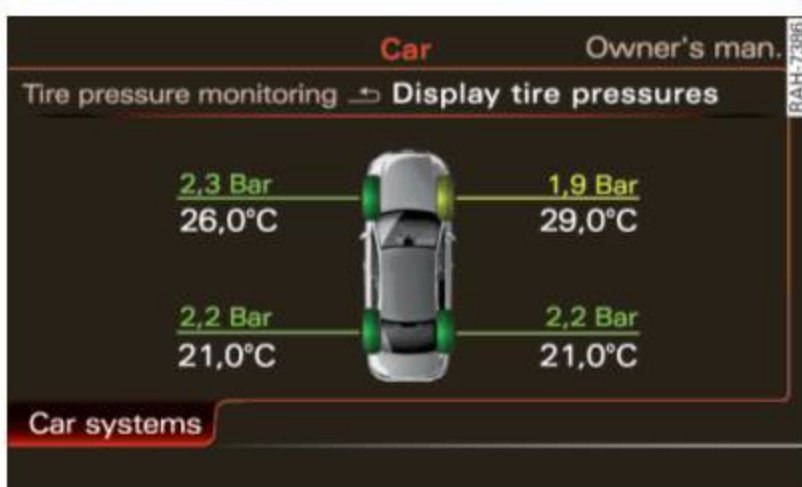 Car Owner's man.
Tire pressure monitoring Display tire pressures
2,3 Bar 1,9 Bar
26,0°C 29,0°C
2,2 Bar 2,2 Bar
21,0°C 21,0°C
Car systems
RAH-7386